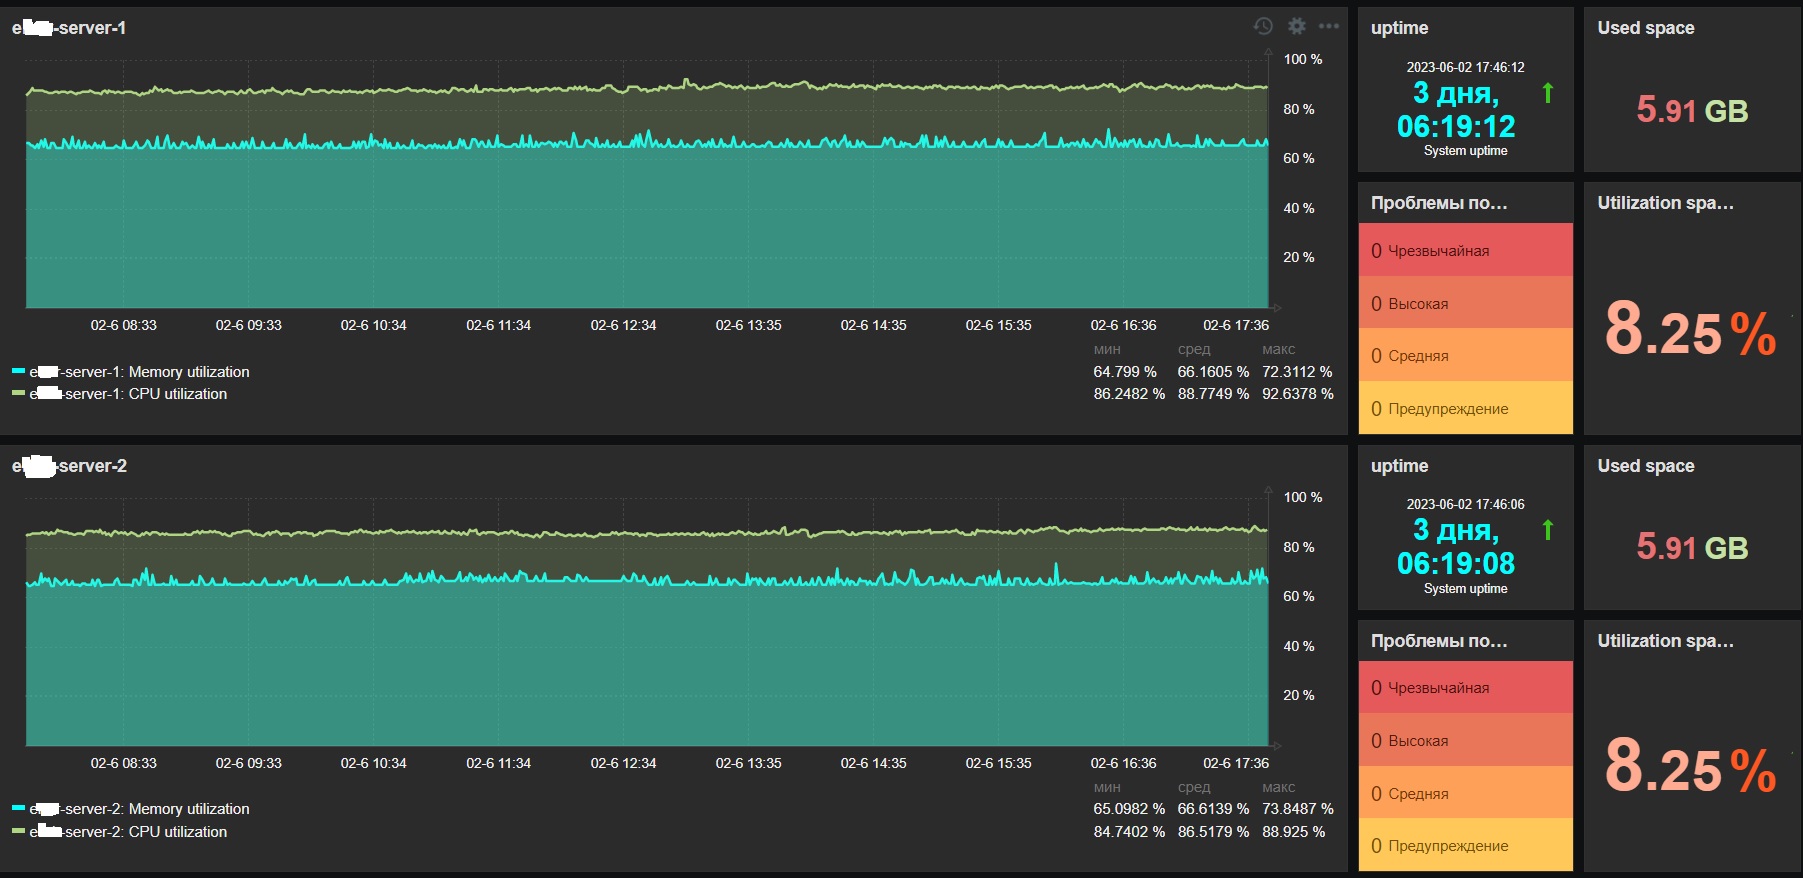 e-server-1
100 %
80 %
60 %
40 %
20 %
02-6 08:33 02-6 09:33 02-6 10:34 02-6 11:34 02-6 12:34 02-6 13:35 02-6 14:35 02-6 15:35 02-6 16:36 02-6 17:36
мин сред макс
-server-1: Memory utilization 64.799 % 66.1605 % 72.3112 %
-server-1: CPU utilization 86.2482 % 88.7749 % 92.6378 %
uptime
2023-06-02 17:46:12
3 дня,
06:19:12
System uptime
Used space
5.91 GB
Проблемы по…
0 Чрезвычайная
0 Высокая
0 Средняя
0 Предупреждение
Utilization spa…
8.25 %
e-server-2
100 %
80 %
60 %
40 %
20 %
02-6 08:33 02-6 09:33 02-6 10:34 02-6 11:34 02-6 12:34 02-6 13:35 02-6 14:35 02-6 15:35 02-6 16:36 02-6 17:36
мин сред макс
-server-2: Memory utilization 65.0982 % 66.6139 % 73.8487 %
-server-2: CPU utilization 84.7402 % 86.5179 % 88.925 %
uptime
2023-06-02 17:46:06
3 дня,
06:19:08
System uptime
Used space
5.91 GB
Проблемы по…
0 Чрезвычайная
0 Высокая
0 Средняя
0 Предупреждение
Utilization spa…
8.25 %